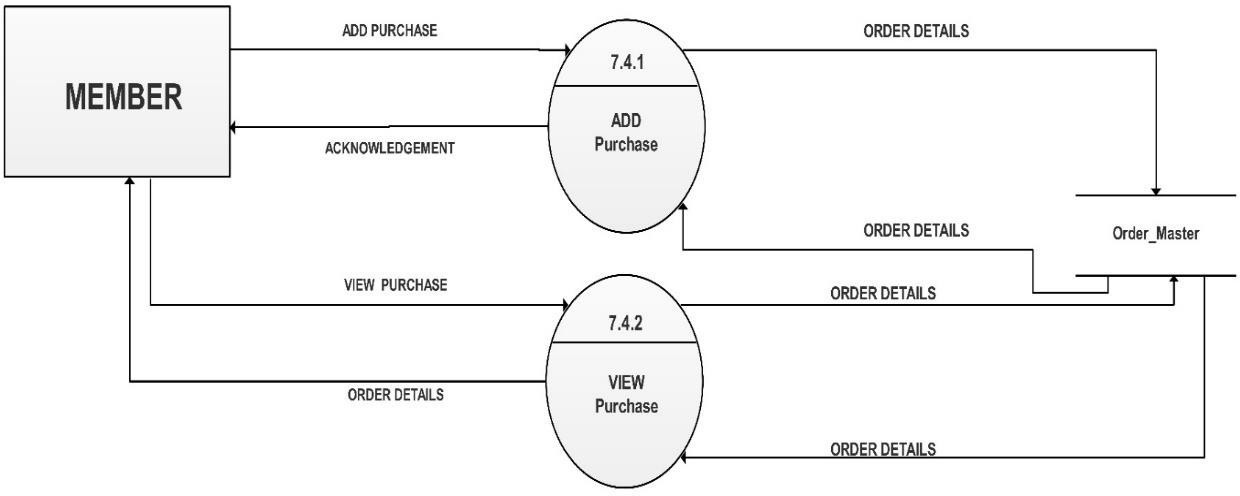 ADD PURCHASE
ORDER DETAILS
7.4.1
MEMBER
ADD
Purchase
ACKNOWLEDGEMENT
ORDER DETAILS
Order_Master
VIEW PURCHASE
ORDER DETAILS
7.4.2
VIEW
Purchase
ORDER DETAILS
ORDER DETAILS